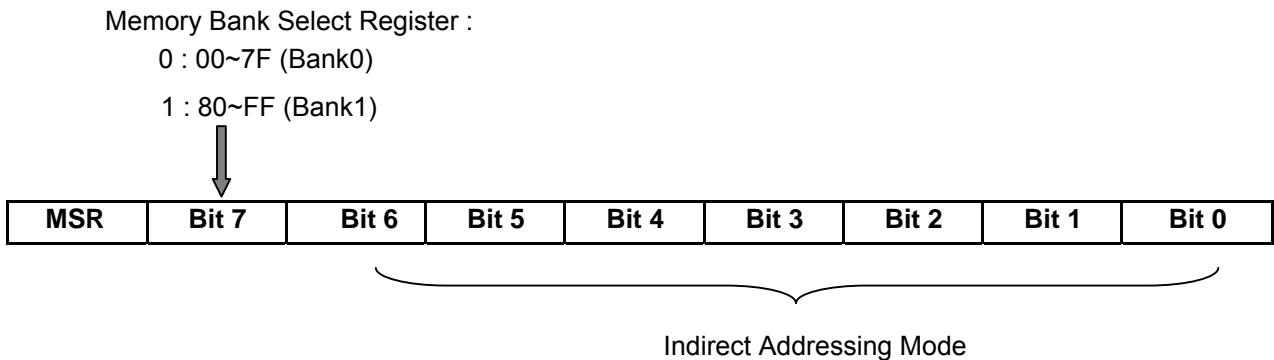 Memory Bank Select Register :
0 : 00~7F (Bank0)
1 : 80~FF (Bank1)
MSR Bit 7 Bit 6 Bit 5 Bit 4 Bit 3 Bit 2 Bit 1 Bit 0
Indirect Addressing Mode